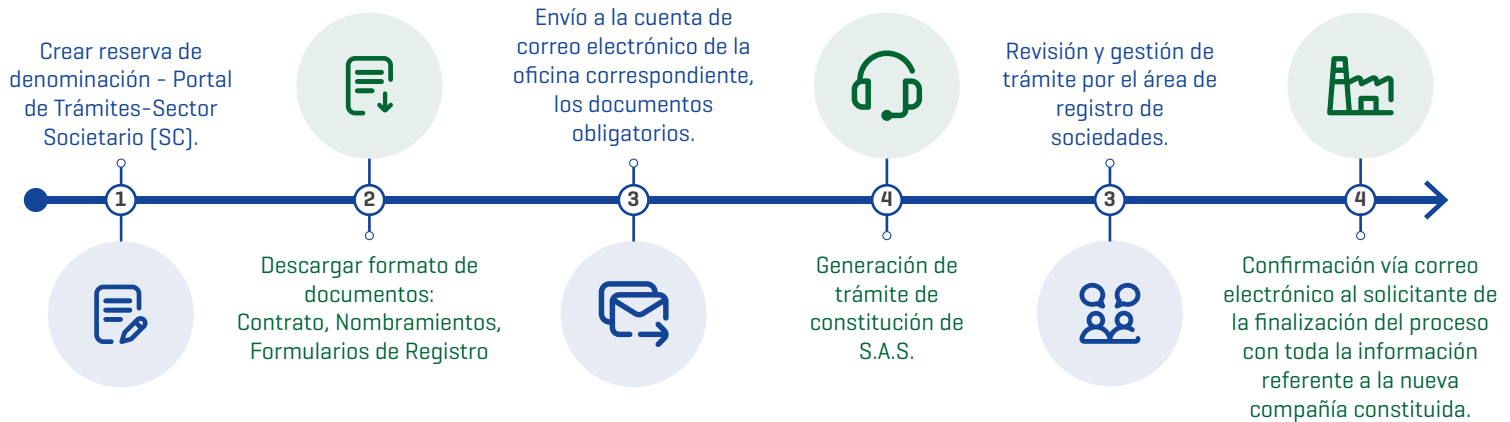 Crear reserva de
denominación - Portal
de Trámites-Sector
Societario (SC).
1
2
Descargar formato de
documentos:
Contrato, Nombramientos,
Formularios de Registro
Envío a la cuenta de
correo electrónico de la
oficina correspondiente,
los documentos
obligatorios.
3
4
Generación de
trámite de
constitución de
S.A.S.
Revisión y gestión de
trámite por el área de
registro de
sociedades.
3
4
Confirmación vía correo
electrónico al solicitante de
la finalización del proceso
con toda la información
referente a la nueva
compañía constituida.